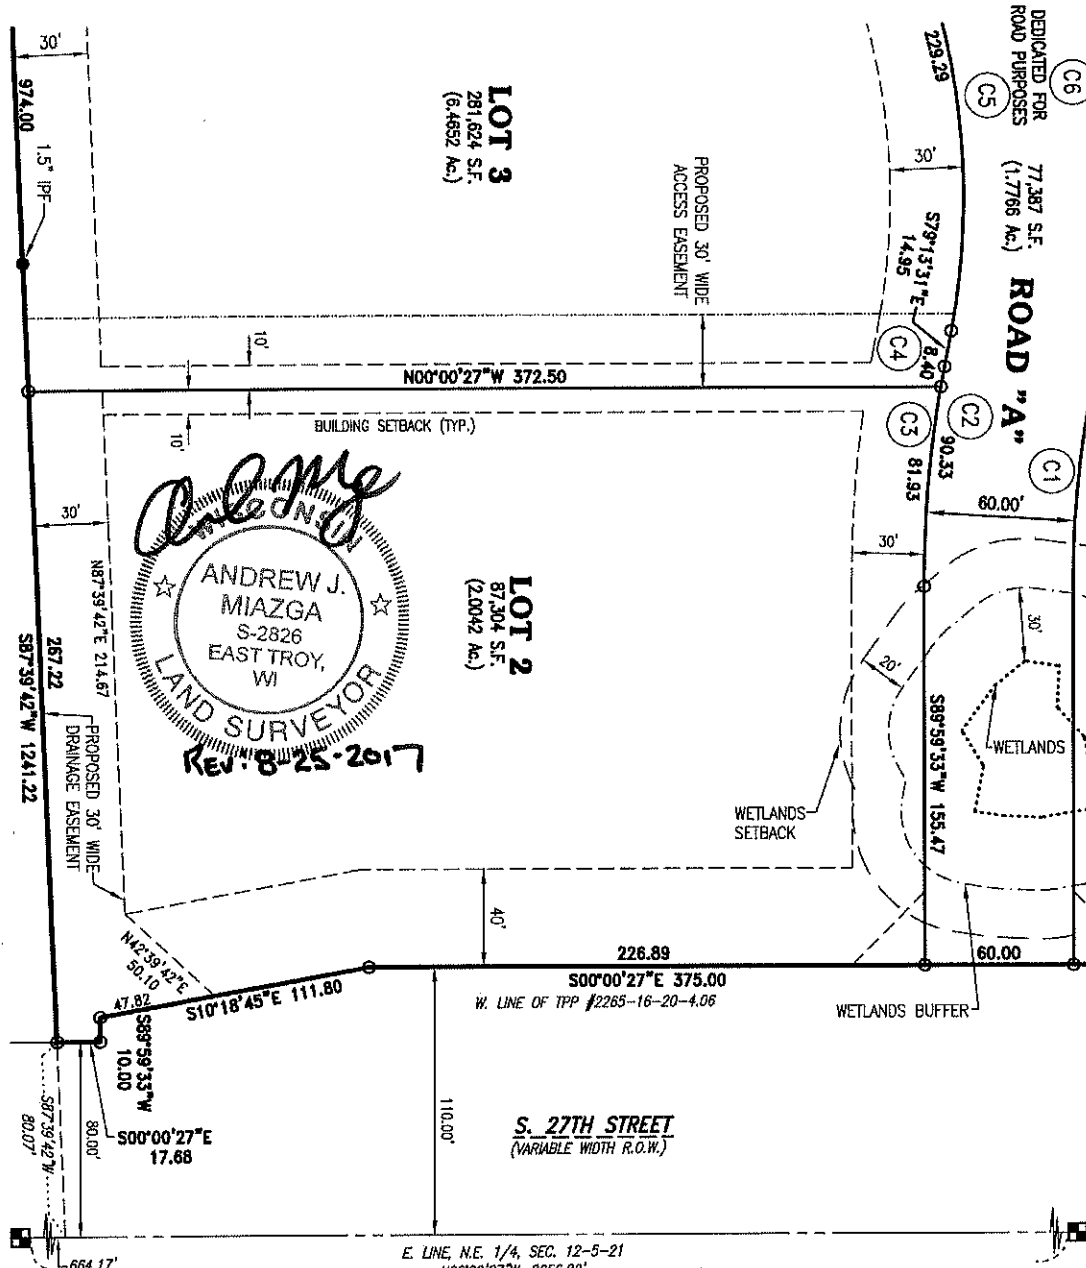 DEDICATED FOR
ROAD PURPOSES
77,387 S.F.
(1.7766 Ac.)
ROAD "A"
C6
C5
229.29
30'
S79°13'31"E
14.95
C4
8.40
C2
C3
90.33
81.93
C1
60.00'
30'
LOT 3
281,624 S.F.
(6.4652 Ac.)
PROPOSED 30' WIDE
ACCESS EASEMENT
30'
974.00
1.5" IPF
10'
N00°00'27"W 372.50
BUILDING SETBACK (TYP.)
10'
30'
N87°39'42"E 214.67
267.22
S87°39'42"W 1241.22
PROPOSED 30' WIDE
DRAINAGE EASEMENT
WISCONSIN
ANDREW J.
MIAZGA
S-2826
EAST TROY,
WI
LAND SURVEYOR
REV. 8-25-2017
LOT 2
87,304 S.F.
(2.0042 Ac.)
30'
20'
WETLANDS
S89°59'33"W 155.47
WETLANDS
SETBACK
40'
N42°39'42"E
50.10
226.89
60.00
S00°00'27"E 375.00
W. LINE OF TPP #2265-16-20-4.06
WETLANDS BUFFER
47.82
S10°18'45"E 111.80
S89°59'33"W
10.00
S00°00'27"E
17.68
80.00'
110.00'
S87°39'42"W
80.07'
S. 27TH STREET
(VARIABLE WIDTH R.O.W.)
664.17'
E. LINE, N.E. 1/4, SEC. 12-5-21